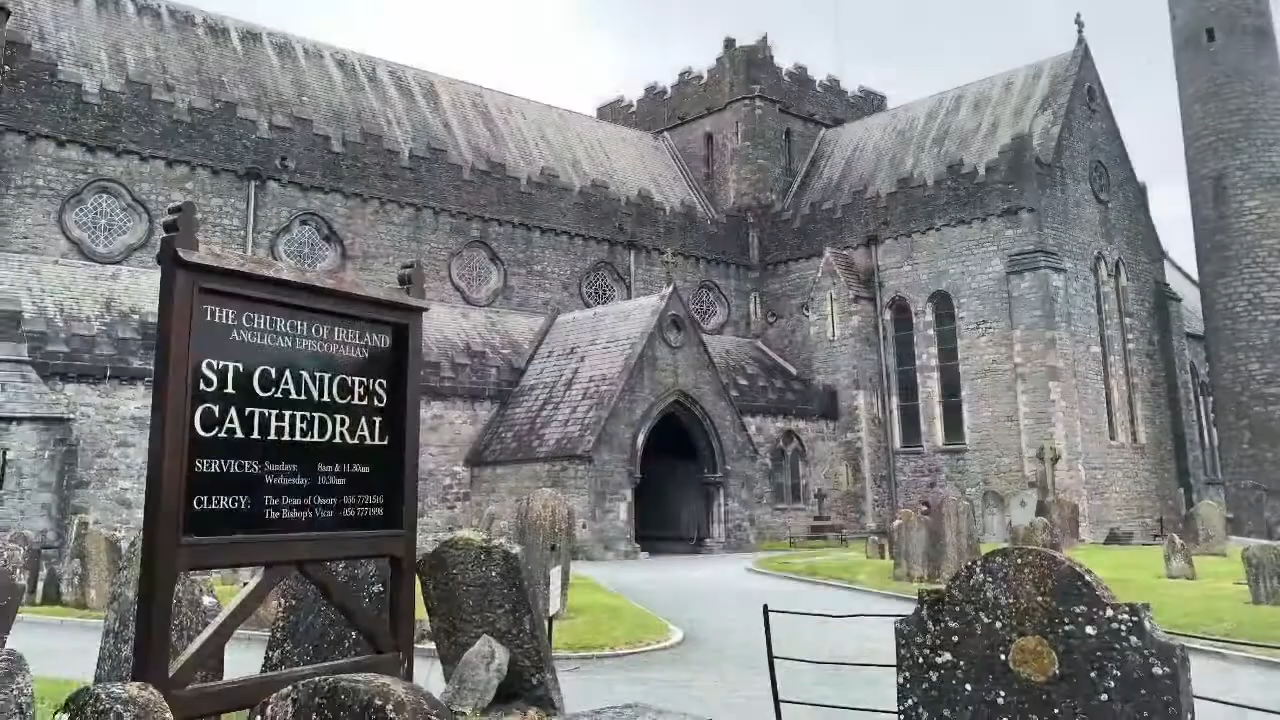 THE CHURCH OF IRELAND
ANGLICAN EPISCOPALIAN
ST CANICE'S
CATHEDRAL
SERVICES: Sundays: 8am & 11.30am
Wednesday: 10.30am
CLERGY: The Dean of Ossory - 056 7721516
The Bishop's Vicar - 056 7771998